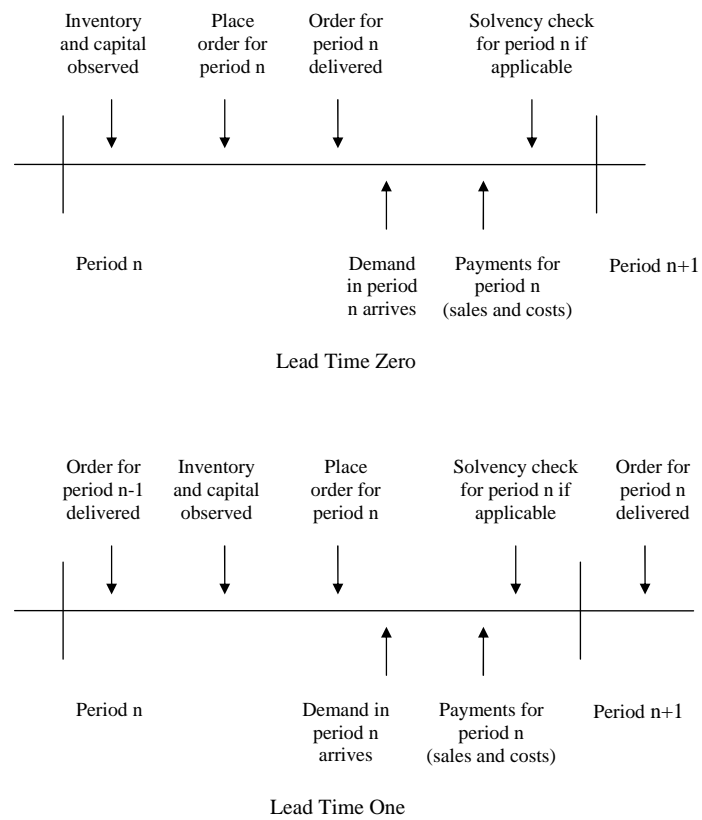 Inventory
and capital
observed
Place
order for
period n
Order for
period n
delivered
Solvency check
for period n if
applicable
Period n
Demand
in period
n arrives
Payments for
period n
(sales and costs)
Period n+1
Lead Time Zero
Order for
period n-1
delivered
Inventory
and capital
observed
Place
order for
period n
Solvency check
for period n if
applicable
Order for
period n
delivered
Period n
Demand in
period n
arrives
Payments for
period n
(sales and costs)
Period n+1
Lead Time One